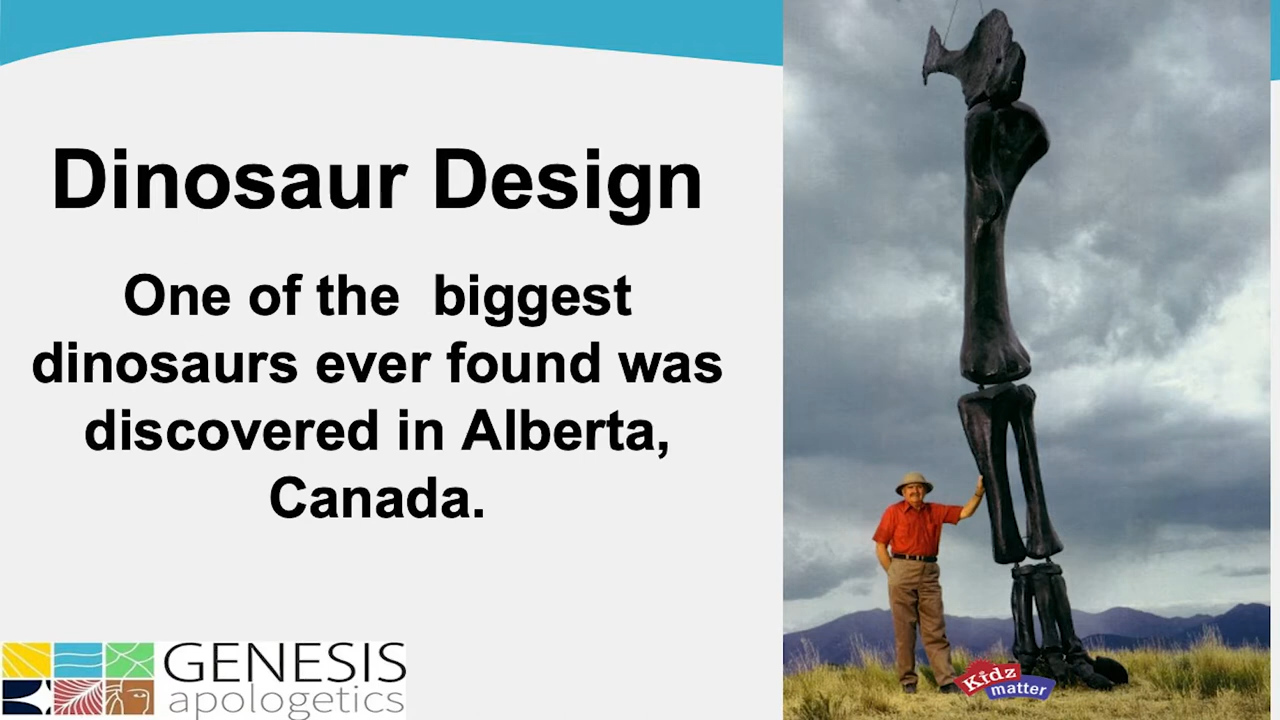 Dinosaur Design
One of the  biggest
dinosaurs ever found was
discovered in Alberta,
Canada.
GENESIS
apologetics
Kidz
matter